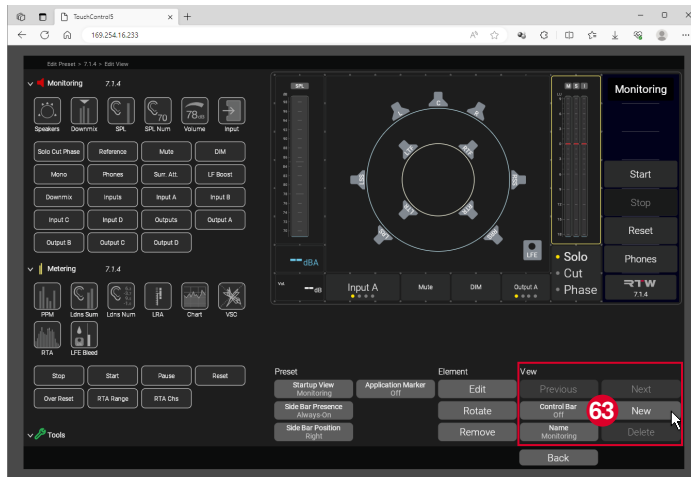 TouchControl5
169.254.16.233
Edit Preset > 7.1.4 > Edit View
Monitoring 7.1.4
Speakers Downmix SPL SPL Num Volume Input
70
78dB
Solo Cut Phase Reference Mute DIM
Mono Phones Surr. Att. LF Boost
Downmix Inputs Input A Input B
Input C Input D Outputs Output A
Output B Output C Output D
Metering 7.1.4
PPM Ldns Sum Ldns Num LRA Chart VSC
RTA LFE Bleed
Stop Start Pause Reset
Over Reset RTA Range RTA Chs
Tools
SPL
L C R
LFE
dBA
M S I
Solo
Cut
Phase
Vol. dB Input A Mute DIM Output A
Monitoring
Start
Stop
Reset
Phones
RTW
7.1.4
Preset Element View
Startup View
Monitoring
Application Marker
Off
Edit Previous Next
Side Bar Presence
Always-On
Rotate
Control Bar
Off
63
New
Side Bar Position
Right
Remove
Name
Monitoring
Delete
Back